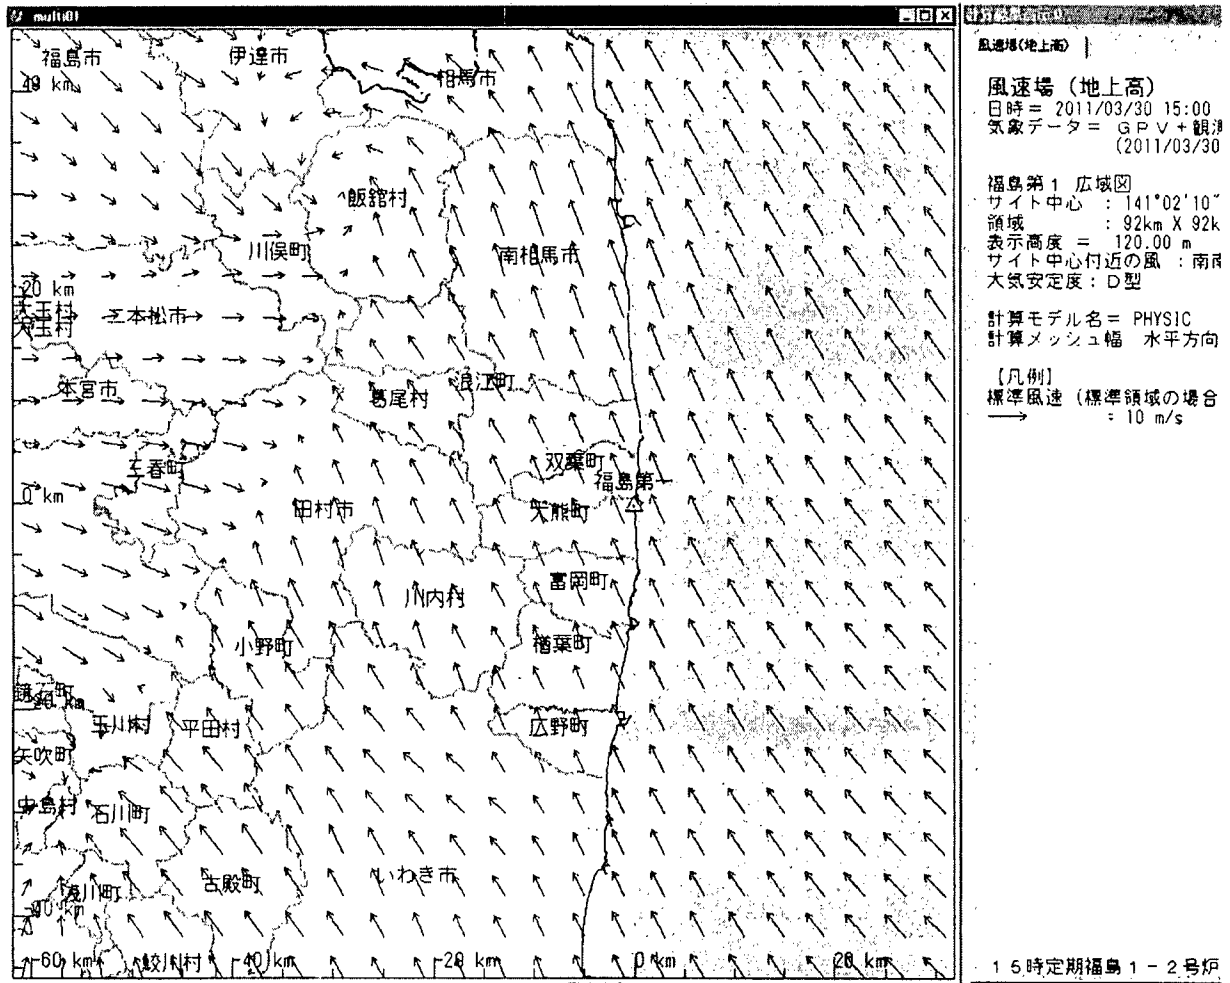 multi01
福島市
伊達市
相馬市
飯舘村
川俣町
南相馬市
20 km
大玉村
二本松市
本宮市
浪江町
葛尾村
三春町
双葉町
福島第一
0 km
田村市
大熊町
富岡町
川内村
小野町
楢葉町
玉川村
平田村
広野町
矢吹町
中島村
石川町
浅川町
古殿町
いわき市
-60 km
鮫川村
-40 km
-20 km
0 km
20 km
風速場(地上高)
風速場（地上高）
日時＝ 2011/03/30 15:00
気象データ＝ ＧＰＶ＋観測
(2011/03/30
福島第１ 広域図
サイト中心 : 141°02'10"
領域 : 92km X 92k
表示高度 ＝ 120.00 m
サイト中心付近の風 : 南南
大気安定度：Ｄ型
計算モデル名＝ PHYSIC
計算メッシュ幅 水平方向
【凡例】
標準風速（標準領域の場合
: 10 m/s
１５時定期福島１－２号炉